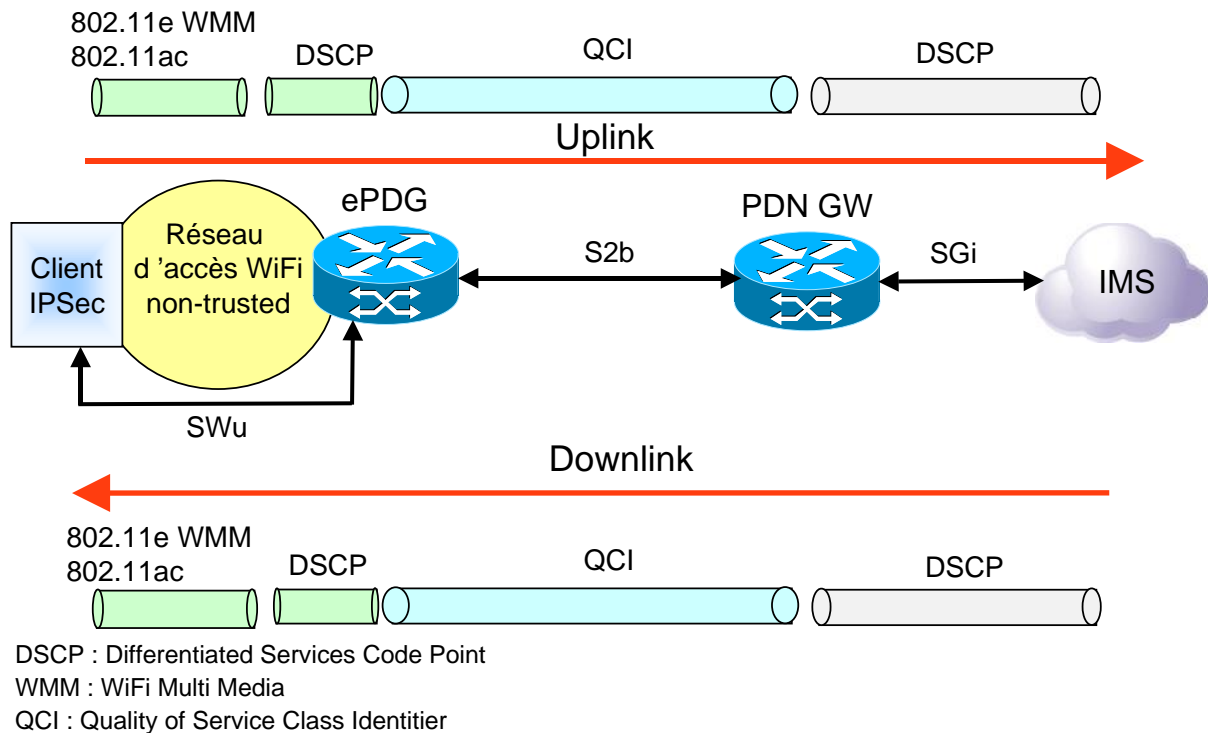 802.11e WMM
802.11ac
DSCP
QCI
DSCP
Uplink
ePDG
PDN GW
Client
IPSec
Réseau
d ’accès WiFi
non-trusted
S2b
SGi
IMS
SWu
Downlink
802.11e WMM
802.11ac
DSCP
QCI
DSCP
DSCP : Differentiated Services Code Point
WMM : WiFi Multi Media
QCI : Quality of Service Class Identitier